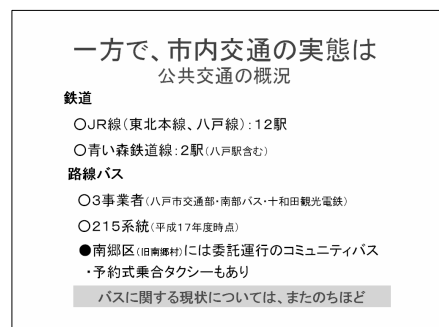 一方で、市内交通の実態は
公共交通の概況
鉄道
○JR線(東北本線、八戸線):12駅
○青い森鉄道線:2駅(八戸駅含む)
路線バス
○3事業者(八戸市交通部・南部バス・十和田観光電鉄)
○215系統(平成17年度時点)
●南郷区(旧南郷村)には委託運行のコミュニティバス
・予約式乗合タクシーもあり
バスに関する現状については、またのちほど